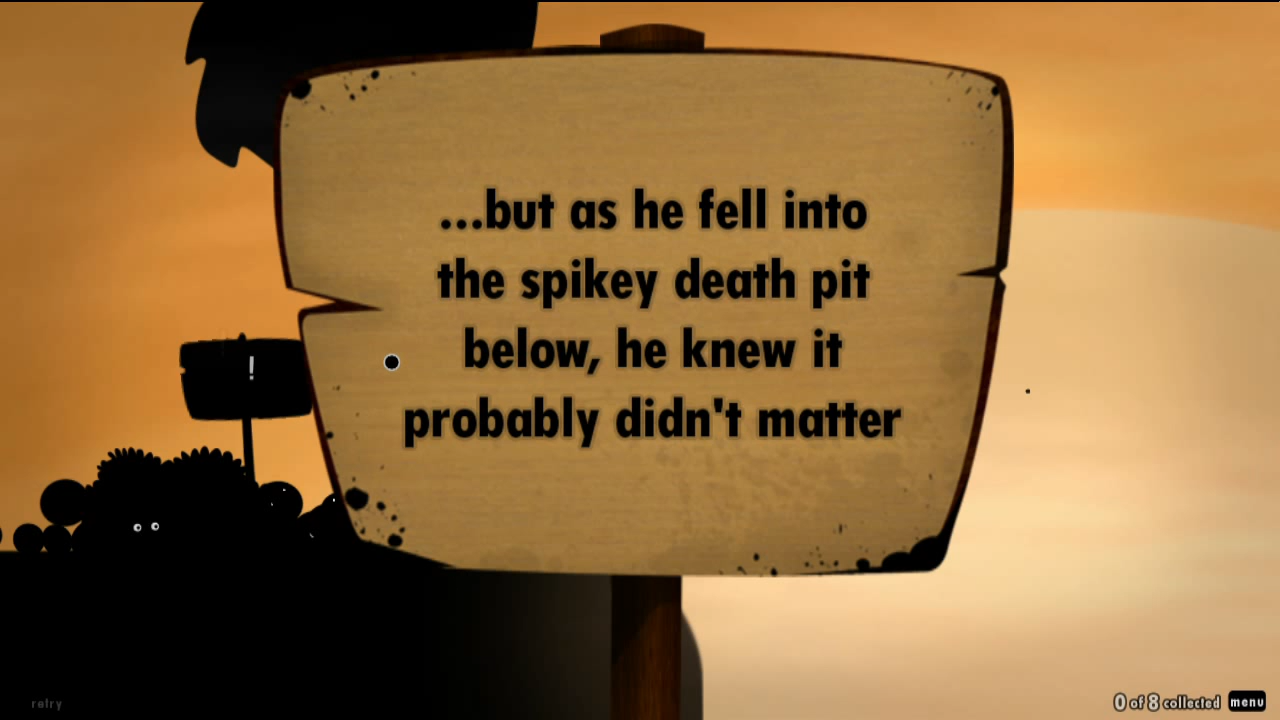 ...but as he fell into
the spikey death pit
below, he knew it
probably didn't matter
!
retry
0 of 8 collected menu